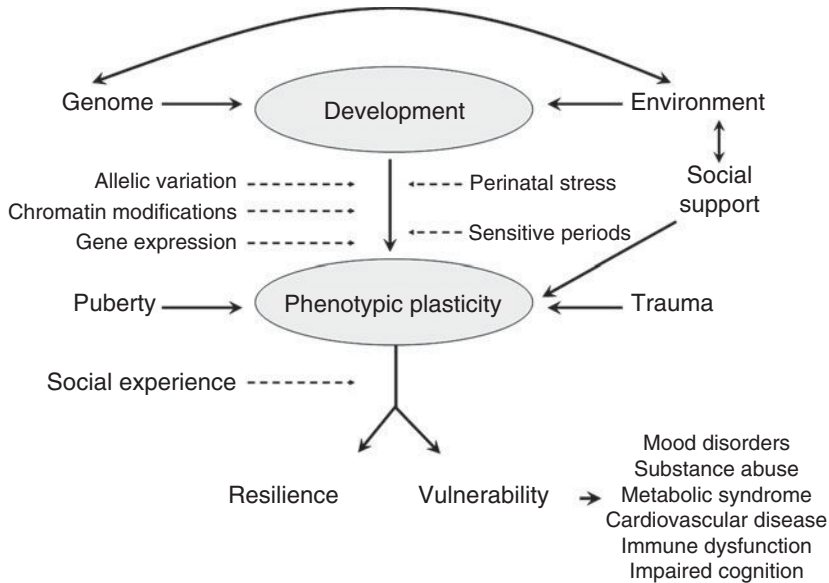 Genome
Development
Environment
Allelic variation
Chromatin modifications
Gene expression
Perinatal stress
Sensitive periods
Social
support
Puberty
Phenotypic plasticity
Trauma
Social experience
Resilience
Vulnerability
Mood disorders
Substance abuse
Metabolic syndrome
Cardiovascular disease
Immune dysfunction
Impaired cognition